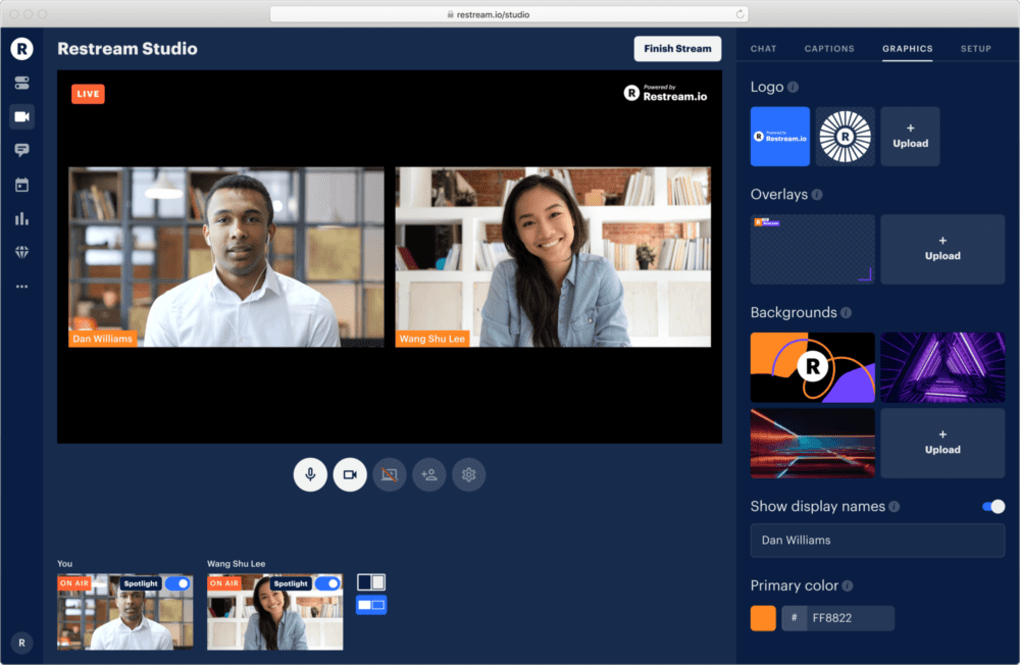 restream.io/studio
R
Restream Studio
Finish Stream
CHAT
CAPTIONS
GRAPHICS
SETUP
LIVE
R
Powered by
Restream.io
Dan Williams
Wang Shu Lee
Logo
R
Powered by
Restream.io
R
+
Upload
Overlays
+
Upload
Backgrounds
R
+
Upload
Show display names
Dan Williams
Primary color
# FF8822
You
ON AIR
Spotlight
Wang Shu Lee
ON AIR
Spotlight
R